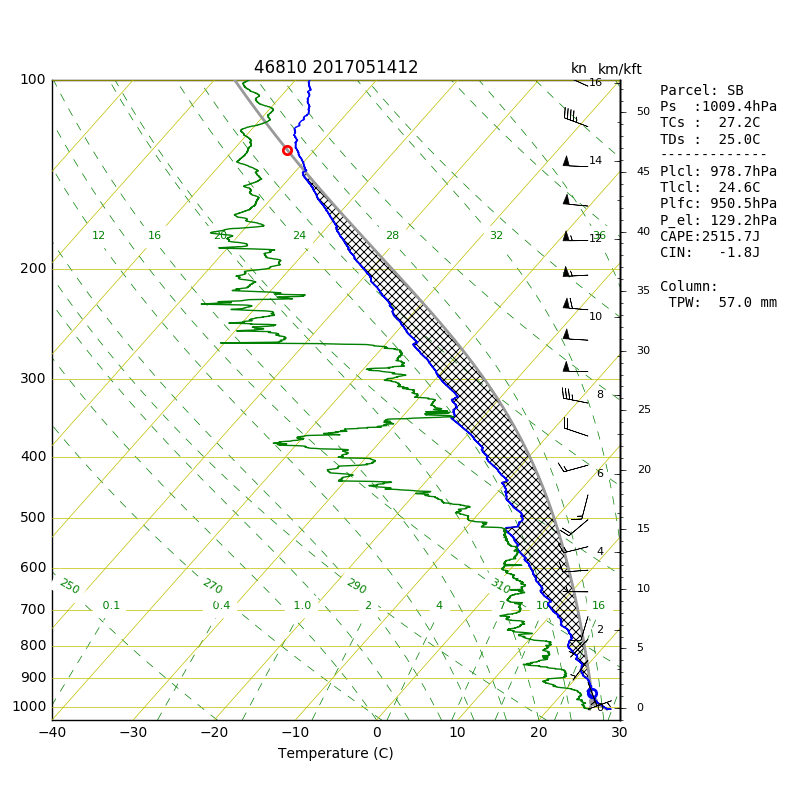 46810 2017051412
kn km/kft
Parcel: SB
Ps  :1009.4hPa
TCs :  27.2C
TDs :  25.0C
-------------
Plcl: 978.7hPa
Tlcl:  24.6C
Plfc: 950.5hPa
P_el: 129.2hPa
CAPE:2515.7J
CIN:   -1.8J
Column:
TPW:  57.0 mm
100
200
300
400
500
600
700
800
900
1000
16
14
12
10
8
6
4
2
0
50
45
40
35
30
25
20
15
10
5
0
12 16 20 24 28 32 36
250 270 290 310
0.1 0.4 1.0 2 4 7 10 16
−40 −30 −20 −10 0 10 20 30
Temperature (C)